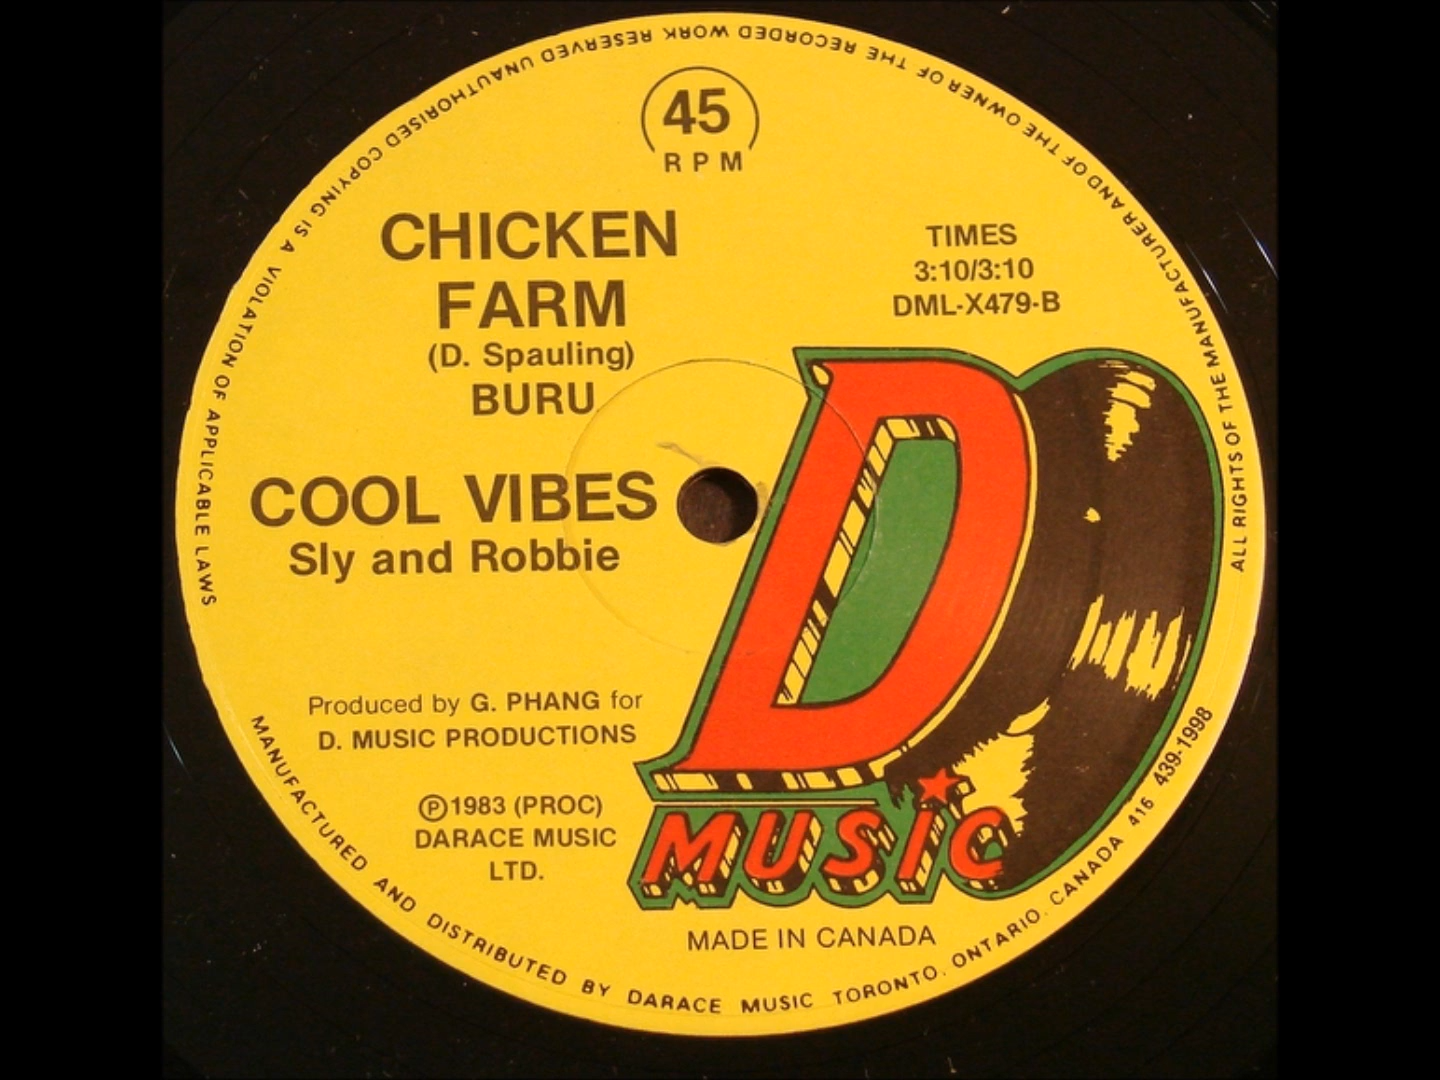 45
RPM
CHICKEN
FARM
(D. Spauling)
BURU
TIMES
3:10/3:10
DML-X479-B
COOL VIBES
Sly and Robbie
Produced by G. PHANG for
D. MUSIC PRODUCTIONS
℗1983 (PROC)
DARACE MUSIC
LTD.
D
MUSIC
MADE IN CANADA
MANUFACTURED AND DISTRIBUTED BY DARACE MUSIC TORONTO, ONTARIO, CANADA 416 439-1998
ALL RIGHTS OF THE MANUFACTURER AND OF THE OWNER OF THE RECORDED WORK RESERVED UNAUTHORISED COPYING IS A VIOLATION OF APPLICABLE LAWS